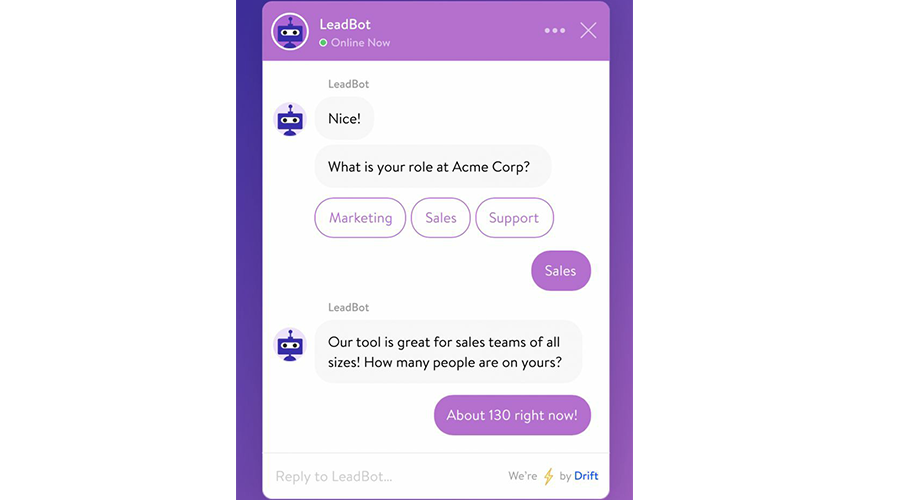 LeadBot
Online Now
LeadBot
Nice!
What is your role at Acme Corp?
Marketing
Sales
Support
Sales
LeadBot
Our tool is great for sales teams of all
sizes! How many people are on yours?
About 130 right now!
Reply to LeadBot...
We're ⚡ by Drift